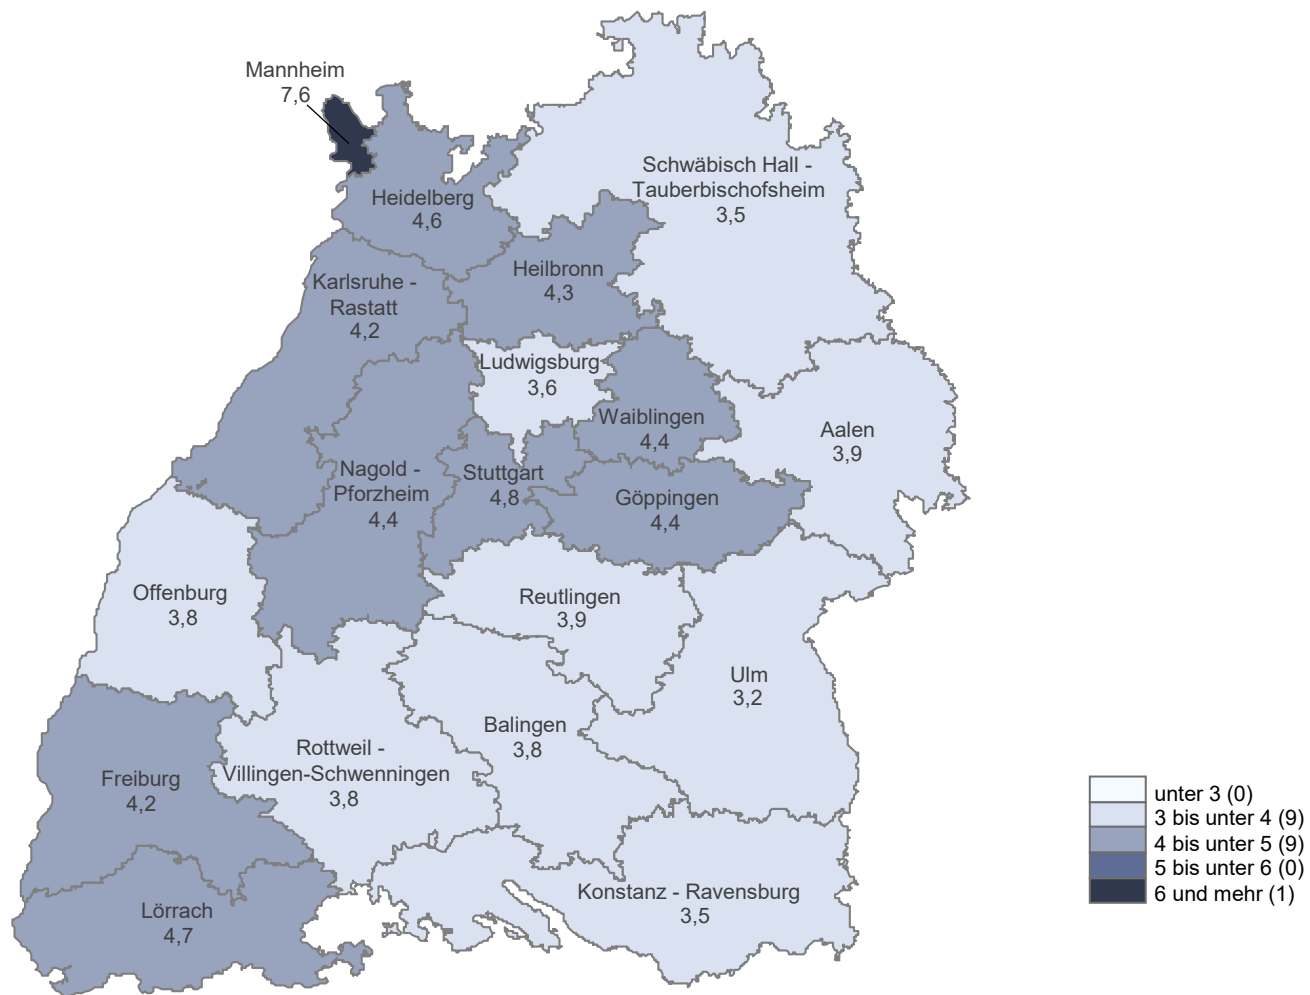 Mannheim
7,6
Schwäbisch Hall -
Tauberbischofsheim
3,5
Heidelberg
4,6
Heilbronn
4,3
Karlsruhe -
Rastatt
4,2
Ludwigsburg
3,6
Waiblingen
4,4
Aalen
3,9
Nagold -
Pforzheim
4,4
Stuttgart
4,8
Göppingen
4,4
Offenburg
3,8
Reutlingen
3,9
Ulm
3,2
Balingen
3,8
Rottweil -
Villingen-Schwenningen
3,8
Freiburg
4,2
Konstanz - Ravensburg
3,5
Lörrach
4,7
unter 3 (0)
3 bis unter 4 (9)
4 bis unter 5 (9)
5 bis unter 6 (0)
6 und mehr (1)